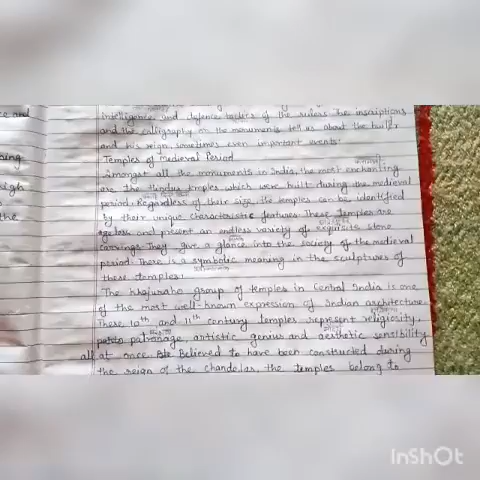 ce and
ning
eigh
the
intelligence and defence tactics of the rulers. The inscriptions
and the calligraphy on the monuments tell us about the builder
and his reign, sometimes even important events.
Temples of Medieval Period
Amongst all the monuments in India, the most enchanting
are the Hindus temples which were built during the medieval
period. Regardless of their size, the temples can be identified
by their unique characteristic features. These temples are
and present an endless variety of exquisite stone
carvings. They give a glance into the society of the medieval
period. There is a symbolic meaning in the sculptures of
these temples.
The Khajuraho group of temples in Central India is one
of the most well-known expression of Indian architecture.
These 10th and 11th century temples represent religiosity,
patronage, artistic genius and aesthetic sensibility
all at once. Believed to have been constructed during
the reign of the chandelas, the temples belong to
InShOt